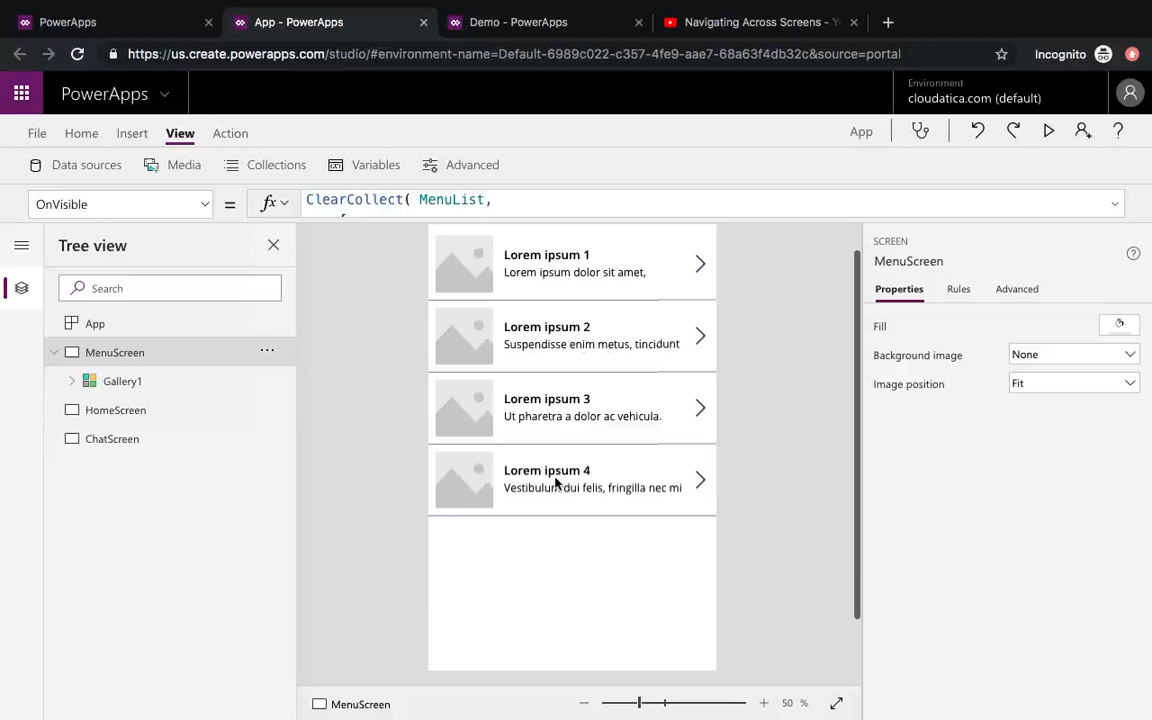 PowerApps
App - PowerApps
Demo - PowerApps
Navigating Across Screens -
https://us.create.powerapps.com/studio/#environment-name=Default-6989c022-c357-4fe9-aae7-68a63f4db32c&source=portal
Incognito
PowerApps
Environment
cloudatica.com (default)
File Home Insert View Action
App
Data sources Media Collections Variables Advanced
OnVisible = fx ClearCollect( MenuList,
{
Tree view
Search
App
MenuScreen
Gallery1
HomeScreen
ChatScreen
Lorem ipsum 1
Lorem ipsum dolor sit amet,
Lorem ipsum 2
Suspendisse enim metus, tincidunt
Lorem ipsum 3
Ut pharetra a dolor ac vehicula.
Lorem ipsum 4
Vestibulum dui felis, fringilla nec mi
SCREEN
MenuScreen
Properties Rules Advanced
Fill
Background image None
Image position Fit
MenuScreen
50 %